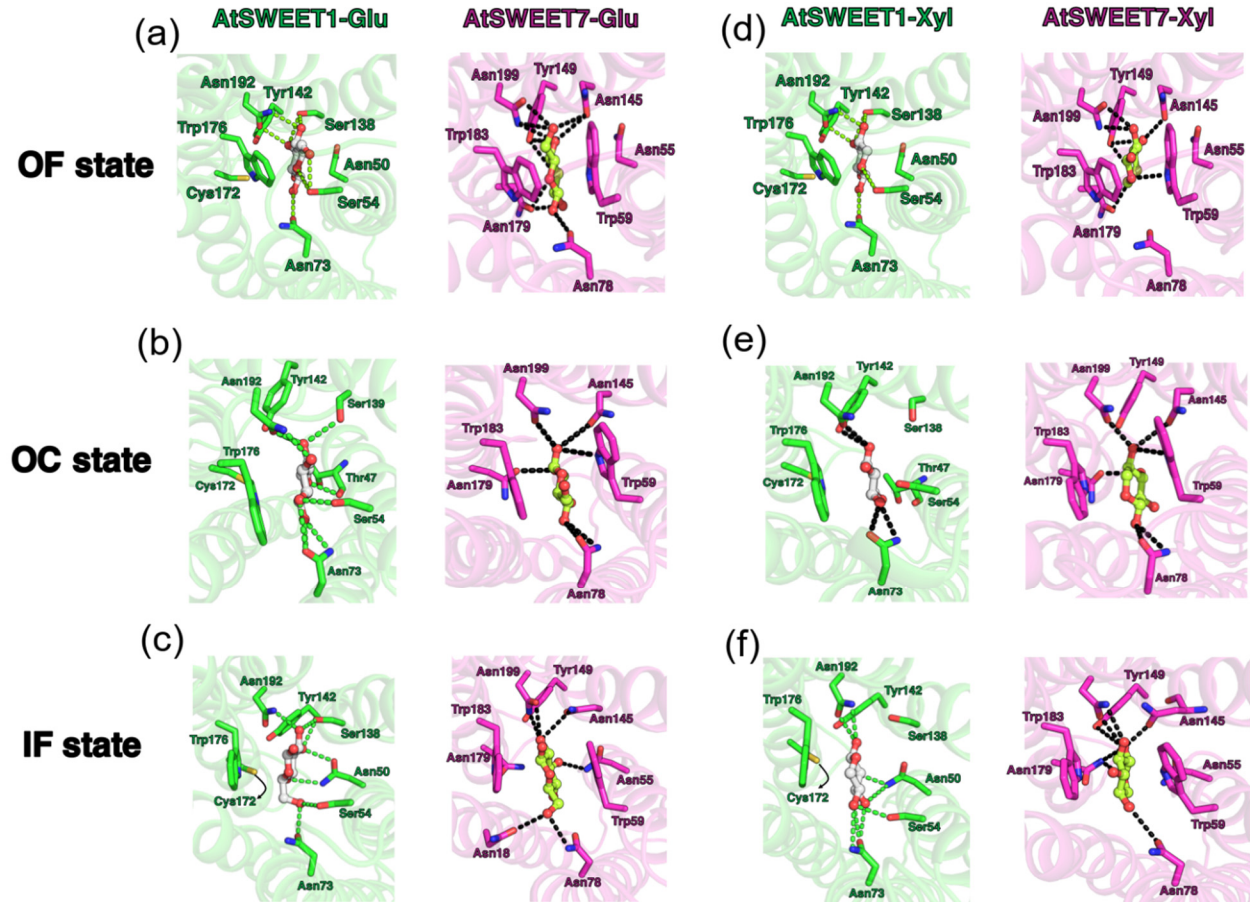 AtSWEET1-Glu
AtSWEET7-Glu
AtSWEET1-Xyl
AtSWEET7-Xyl
OF state
(a)
Asn192
Tyr142
Ser138
Trp176
Asn50
Cys172
Ser54
Asn73
Asn199
Tyr149
Asn145
Trp183
Asn55
Asn179
Trp59
Asn78
(d)
Asn192
Tyr142
Ser138
Trp176
Asn50
Cys172
Ser54
Asn73
Tyr149
Asn199
Asn145
Asn55
Trp183
Trp59
Asn179
Asn78
OC state
(b)
Tyr142
Asn192
Ser139
Trp176
Cys172
Thr47
Ser54
Asn73
Asn199
Asn145
Trp183
Asn179
Trp59
Asn78
(e)
Tyr142
Asn192
Ser138
Trp176
Thr47
Cys172
Ser54
Asn73
Tyr149
Asn199
Asn145
Trp183
Asn179
Trp59
Asn78
IF state
(c)
Asn192
Tyr142
Trp176
Ser138
Asn50
Cys172
Ser54
Asn73
Asn199
Tyr149
Trp183
Asn145
Asn179
Asn55
Trp59
Asn18
Asn78
(f)
Asn192
Tyr142
Trp176
Ser138
Asn50
Cys172
Ser54
Asn73
Tyr149
Trp183
Asn145
Asn179
Asn55
Trp59
Asn78